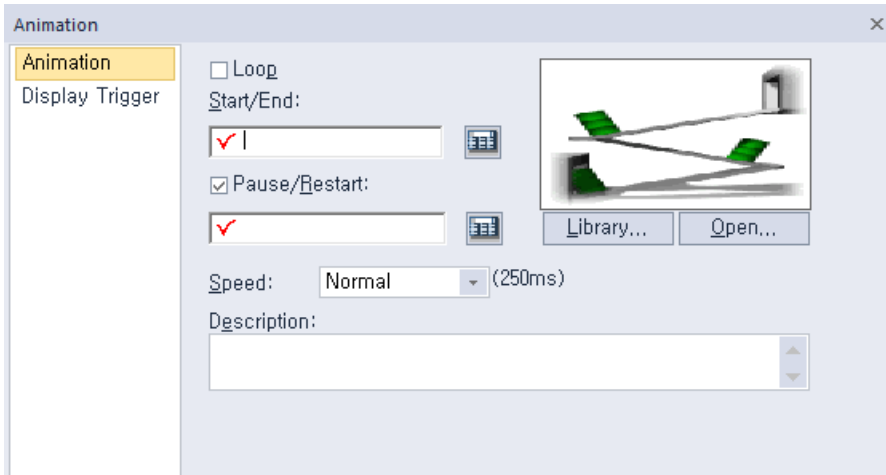 Animation
Animation
Display Trigger
Loop
Start/End:
Pause/Restart:
Library...
Open...
Speed:
Normal
(250ms)
Description: